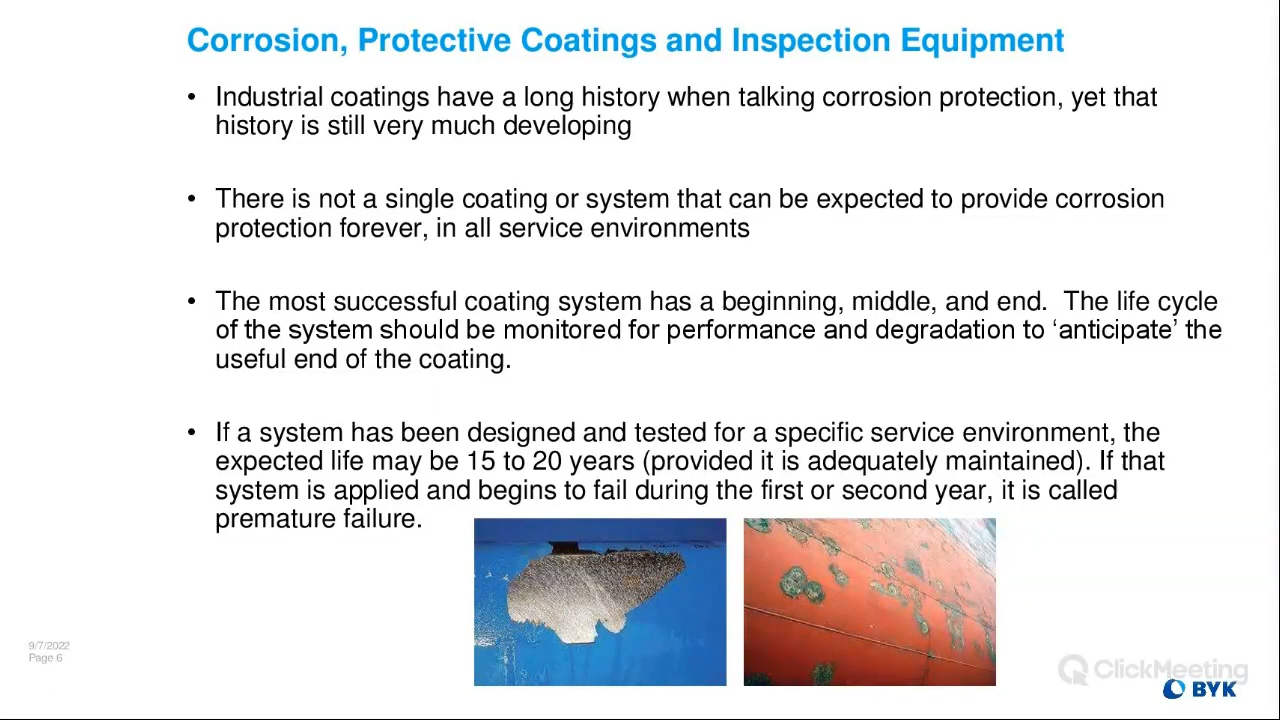 Corrosion, Protective Coatings and Inspection Equipment
• Industrial coatings have a long history when talking corrosion protection, yet that
history is still very much developing
• There is not a single coating or system that can be expected to provide corrosion
protection forever, in all service environments
• The most successful coating system has a beginning, middle, and end.  The life cycle
of the system should be monitored for performance and degradation to ‘anticipate’ the
useful end of the coating.
• If a system has been designed and tested for a specific service environment, the
expected life may be 15 to 20 years (provided it is adequately maintained). If that
system is applied and begins to fail during the first or second year, it is called
premature failure.
9/7/2022
Page 6
ClickMeeting
BYK